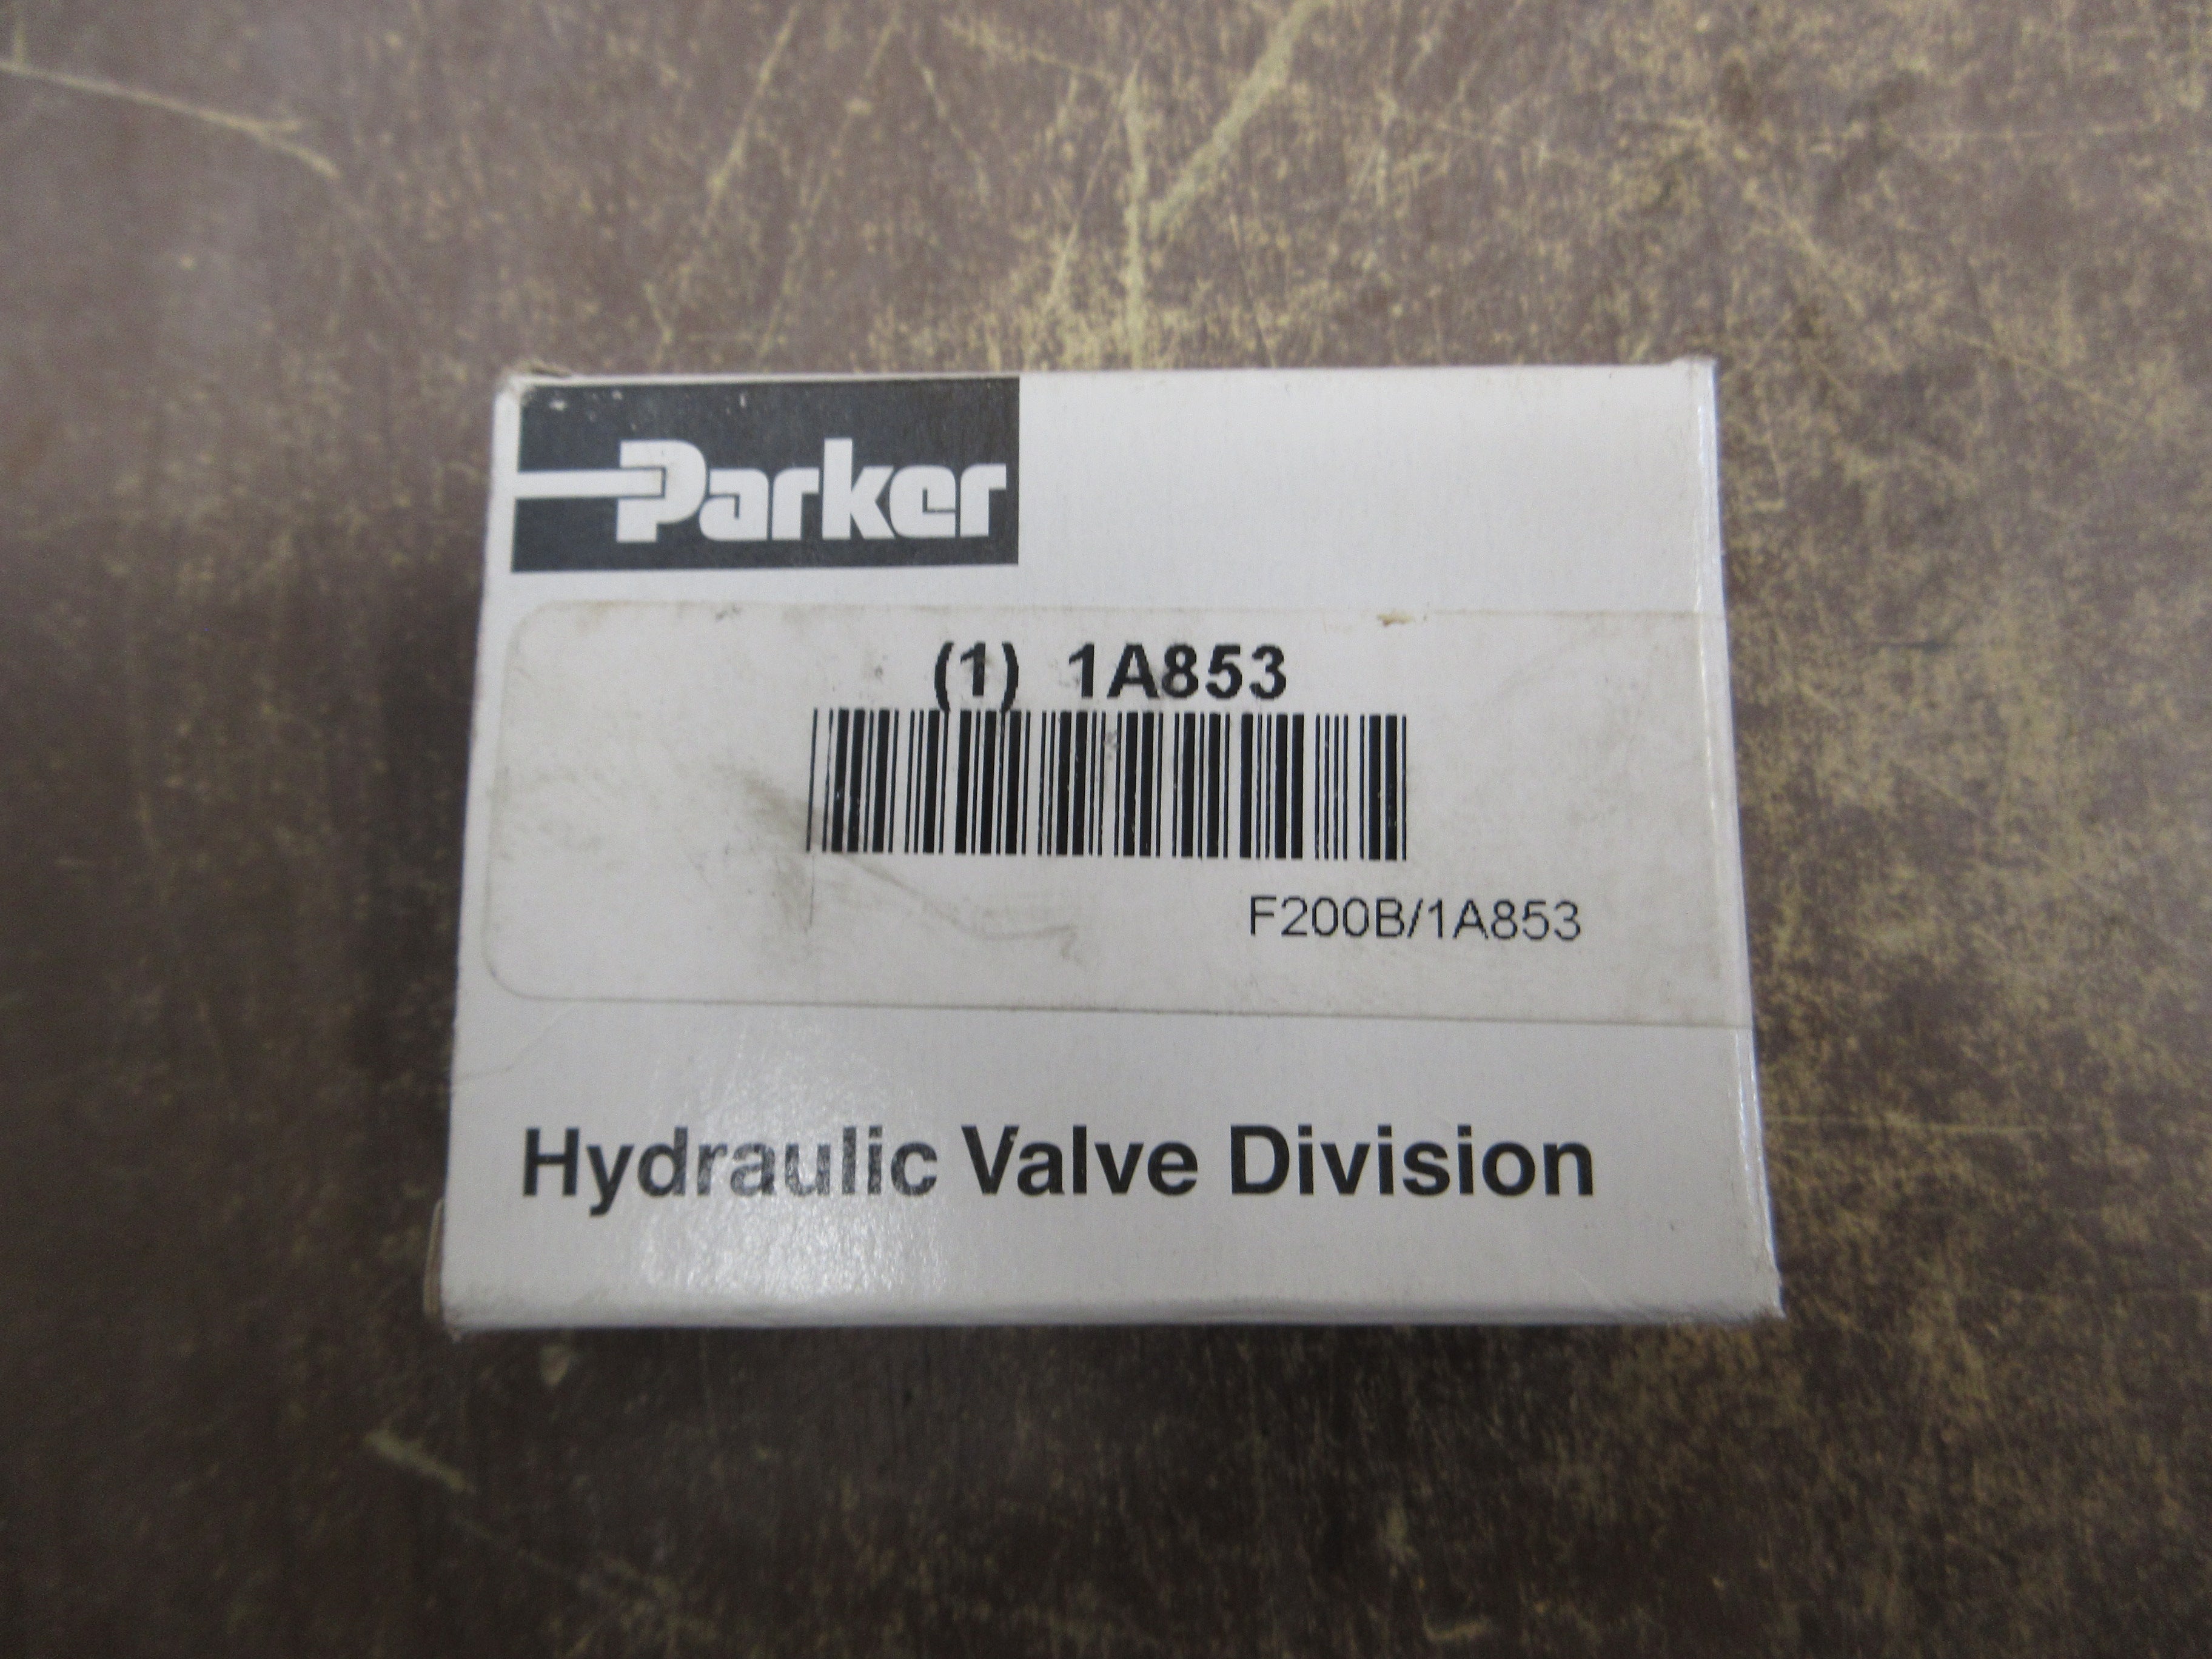 Parker
(1) 1A853
F200B/1A853
Hydraulic Valve Division